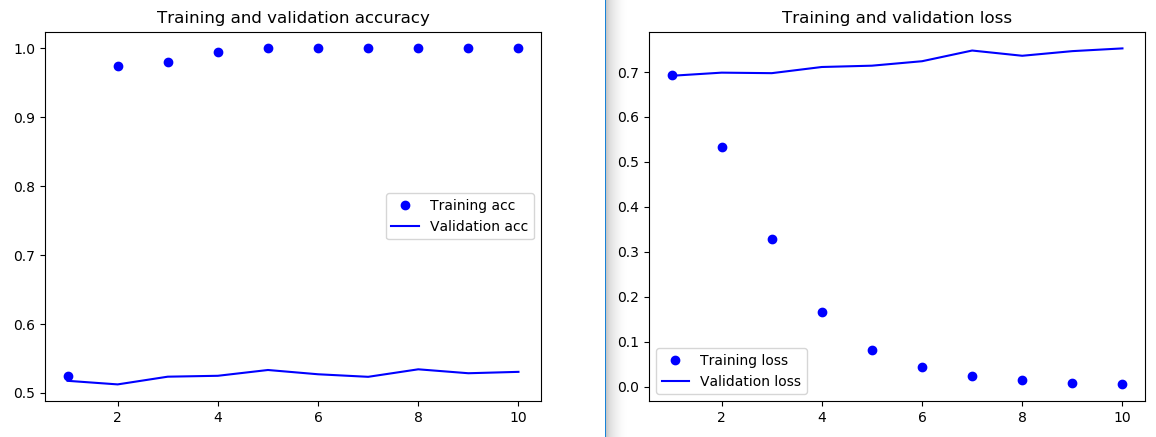 Training and validation accuracy
1.0
0.9
0.8
0.7
0.6
0.5
Training acc
Validation acc
2 4 6 8 10
Training and validation loss
0.7
0.6
0.5
0.4
0.3
0.2
0.1
0.0
Training loss
Validation loss
2 4 6 8 10